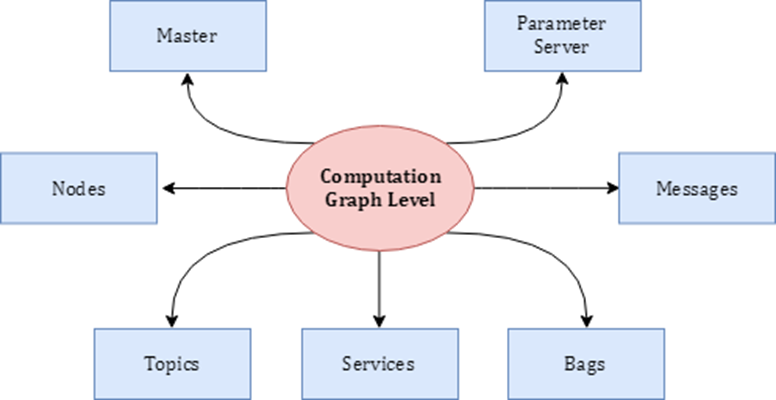 Master
Parameter
Server
Computation
Graph Level
Nodes
Messages
Topics
Services
Bags